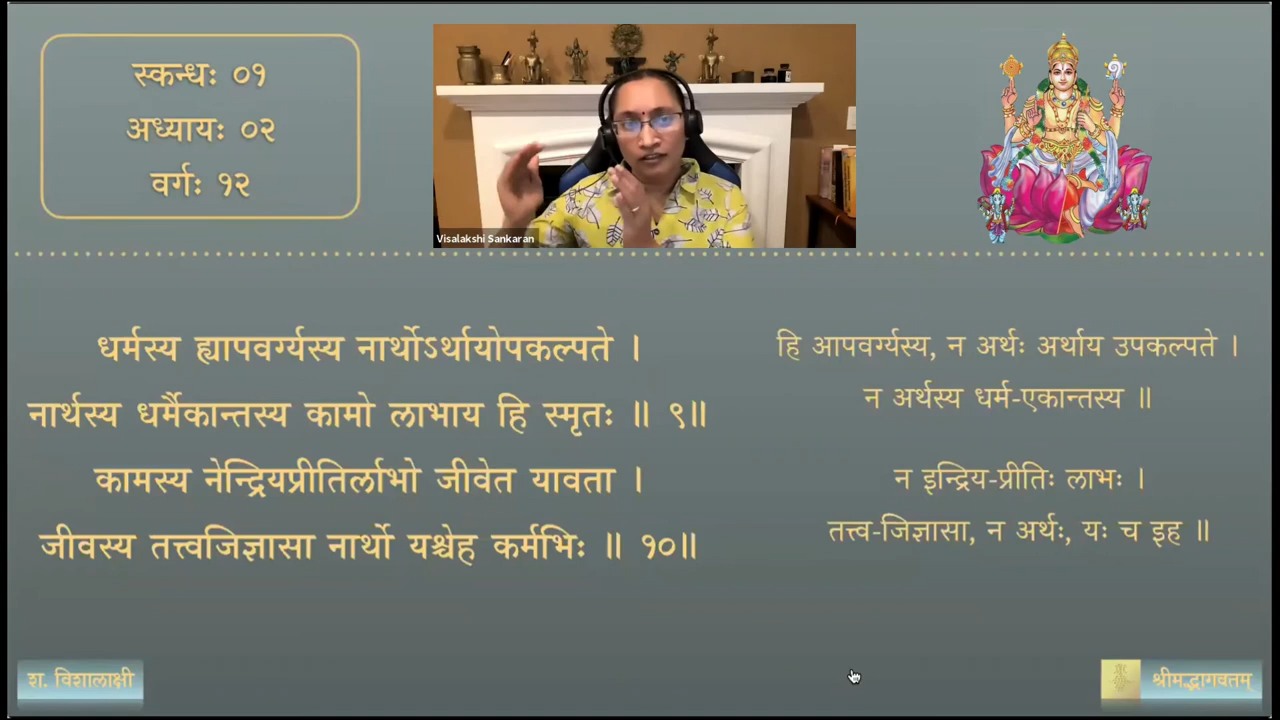 स्कन्धः ०१
अध्यायः ०२
वर्गः १२
Visalakshi Sankaran
धर्मस्य ह्यापवर्ग्यस्य नार्थोऽर्थायोपकल्पते ।
नार्थस्य धर्मैकान्तस्य कामो लाभाय हि स्मृतः ॥ ९॥
कामस्य नेन्द्रियप्रीतिर्लाभो जीवेत यावता ।
जीवस्य तत्त्वजिज्ञासा नार्थो यश्चेह कर्मभिः ॥ १०॥
हि आपवर्ग्यस्य, न अर्थः अर्थाय उपकल्पते ।
न अर्थस्य धर्म-एकान्तस्य ॥
न इन्द्रिय-प्रीतिः लाभः ।
तत्त्व-जिज्ञासा, न अर्थः, यः च इह ॥
श. विशालाक्षी
श्रीमद्भागवतम्